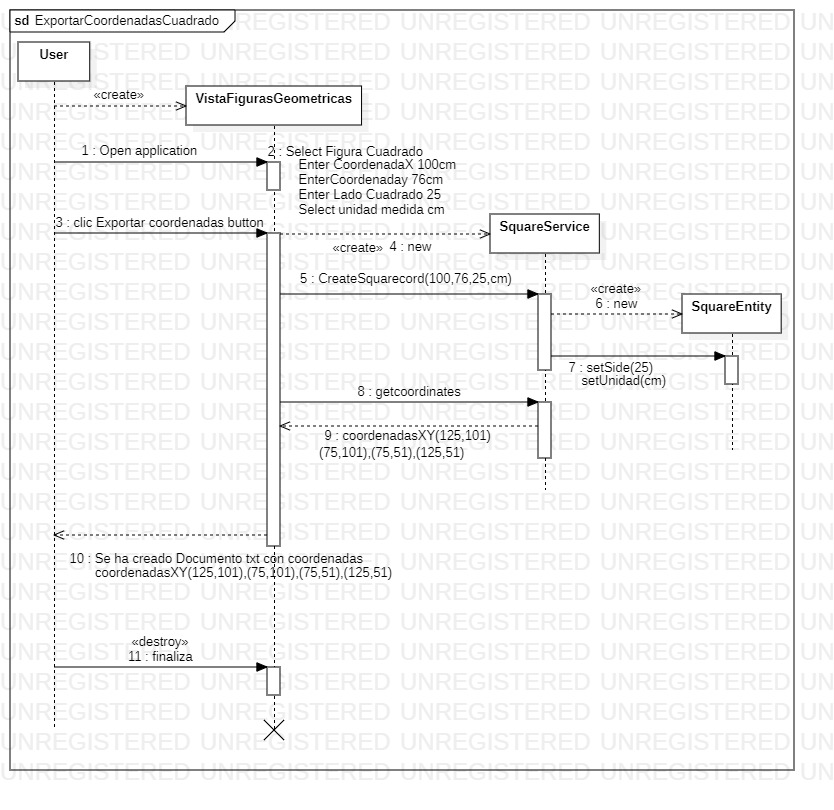 sd ExportarCoordenadasCuadrado
User
«create»
VistaFigurasGeometricas
1 : Open application
2 : Select Figura Cuadrado
Enter CoordenadaX 100cm
EnterCoordenaday 76cm
Enter Lado Cuadrado 25
Select unidad medida cm
3 : clic Exportar coordenadas button
«create» 4 : new
SquareService
5 : CreateSquarecord(100,76,25,cm)
«create»
6 : new
SquareEntity
7 : setSide(25)
setUnidad(cm)
8 : getcoordinates
9 : coordenadasXY(125,101)
(75,101),(75,51),(125,51)
10 : Se ha creado Documento txt con coordenadas
coordenadasXY(125,101),(75,101),(75,51),(125,51)
«destroy»
11 : finaliza
UNREGISTERED